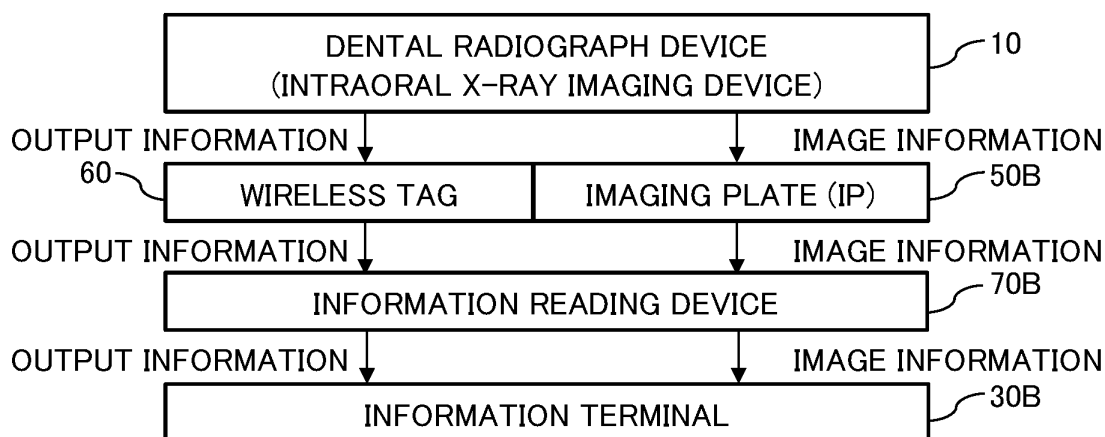 DENTAL RADIOGRAPH DEVICE
(INTRAORAL X-RAY IMAGING DEVICE)
10
OUTPUT INFORMATION
IMAGE INFORMATION
60
WIRELESS TAG
IMAGING PLATE (IP)
50B
OUTPUT INFORMATION
IMAGE INFORMATION
INFORMATION READING DEVICE
70B
OUTPUT INFORMATION
IMAGE INFORMATION
INFORMATION TERMINAL
30B